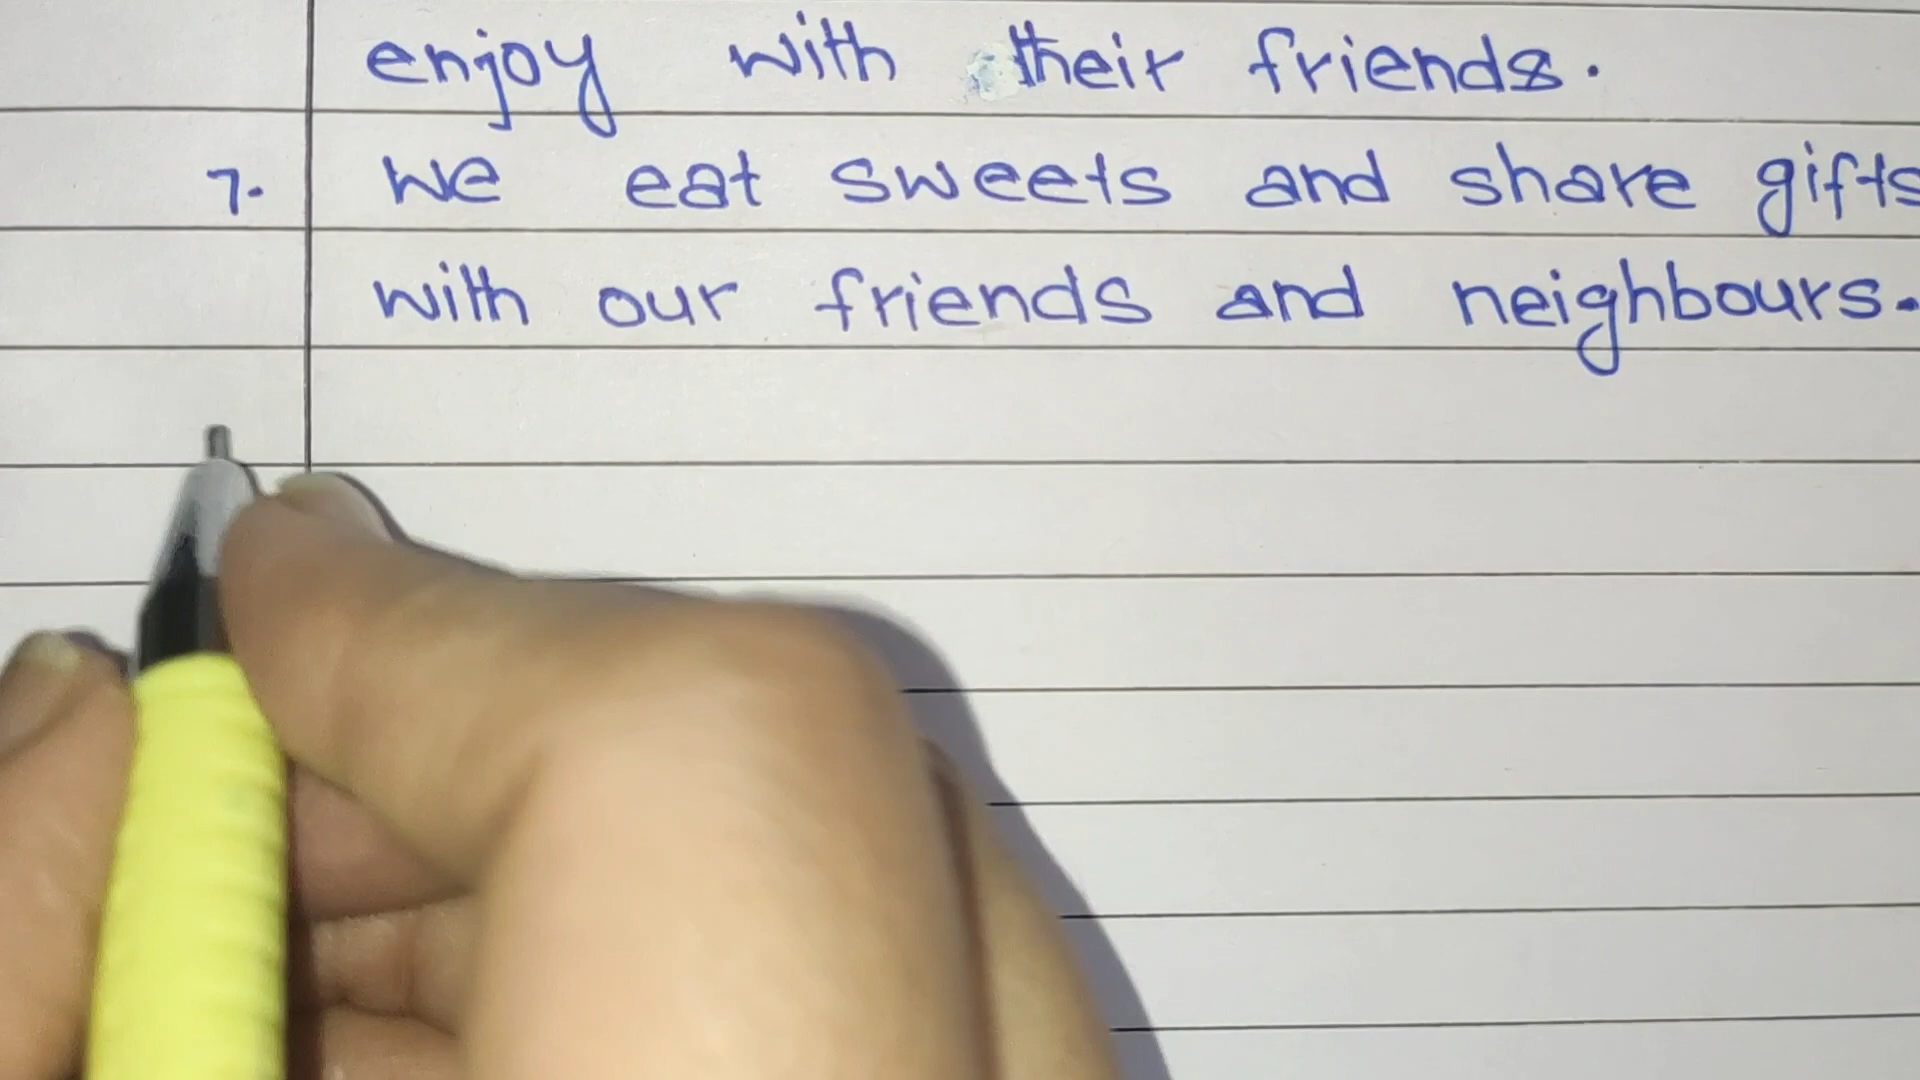 enjoy with their friends.
7. We eat sweets and share gifts
with our friends and neighbours.